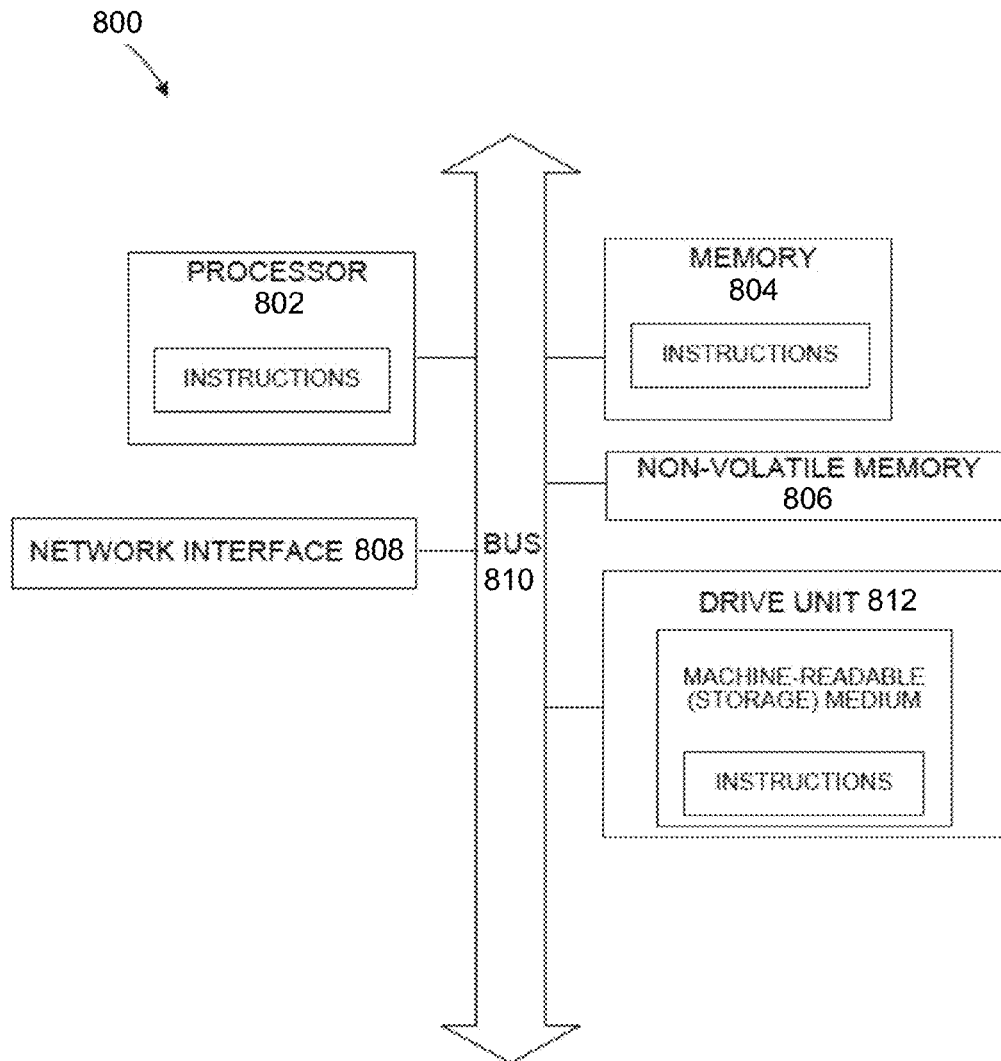 800
PROCESSOR
802
INSTRUCTIONS
MEMORY
804
INSTRUCTIONS
NON-VOLATILE MEMORY
806
NETWORK INTERFACE 808
BUS
810
DRIVE UNIT 812
MACHINE-READABLE
(STORAGE) MEDIUM
INSTRUCTIONS